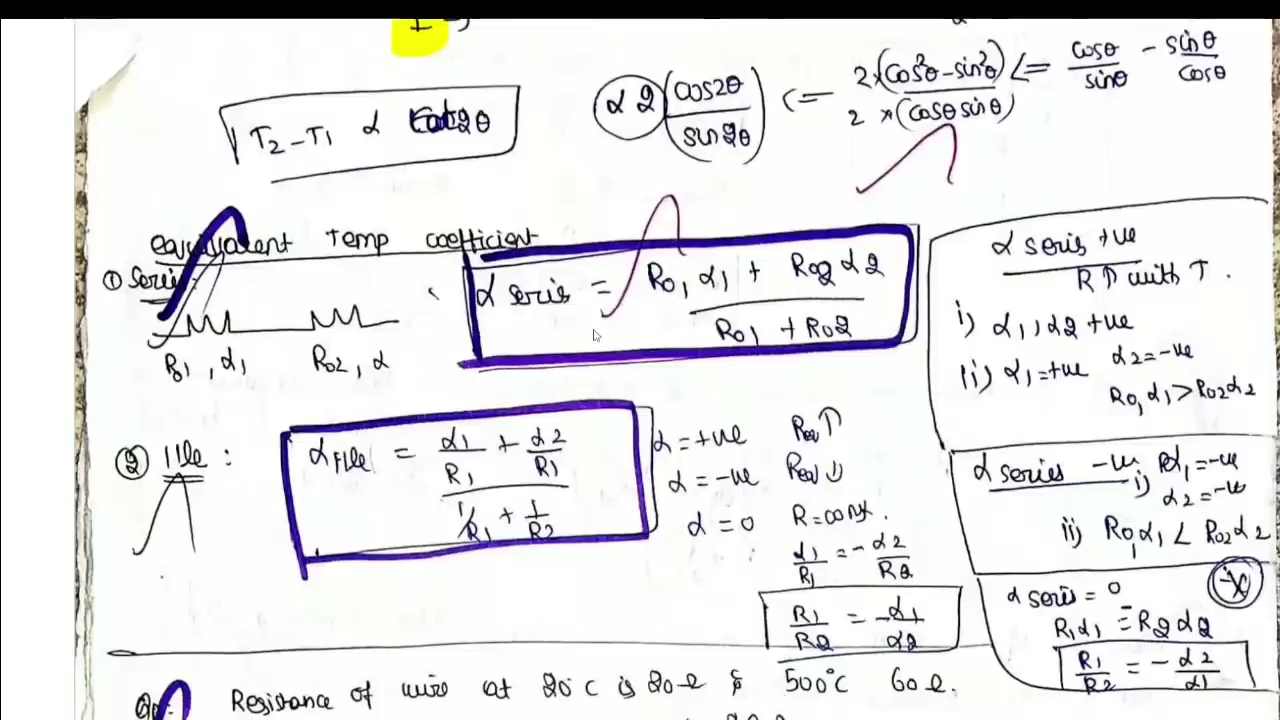 2×(cos²θ−sin²θ) <= cosθ/sinθ − sinθ/cosθ
2×(cosθ sinθ)
α 2 (cos2θ/sin2θ) <=
T2−T1 α cot2θ
equivalent Temp coefficient
① Series:
R01, α1 R02, α
α series = R01 α1 + R02 α2
R01 + R02
② 11le :
α 11le = α1/R1 + α2/R1
1/R1 + 1/R2
α = +ve Req ↑
α = −ve Req ↓
α = 0 R = const.
α1/R1 = −α2/R2
R1/R2 = −α1/α2
α series +ve
R↑ with ↑.
i) α1, α2 +ve
ii) α1 = +ve α2 = −ve
R01 α1 > R02 α2
α series −ve i) α1 = −ve
α2 = −ve
ii) R01 α1 < R02 α2
α series = 0
R1α1 = R2α2
R1/R2 = − α2/α1
Resistance of wire at 20°c is 20Ω & 500°c 60Ω.